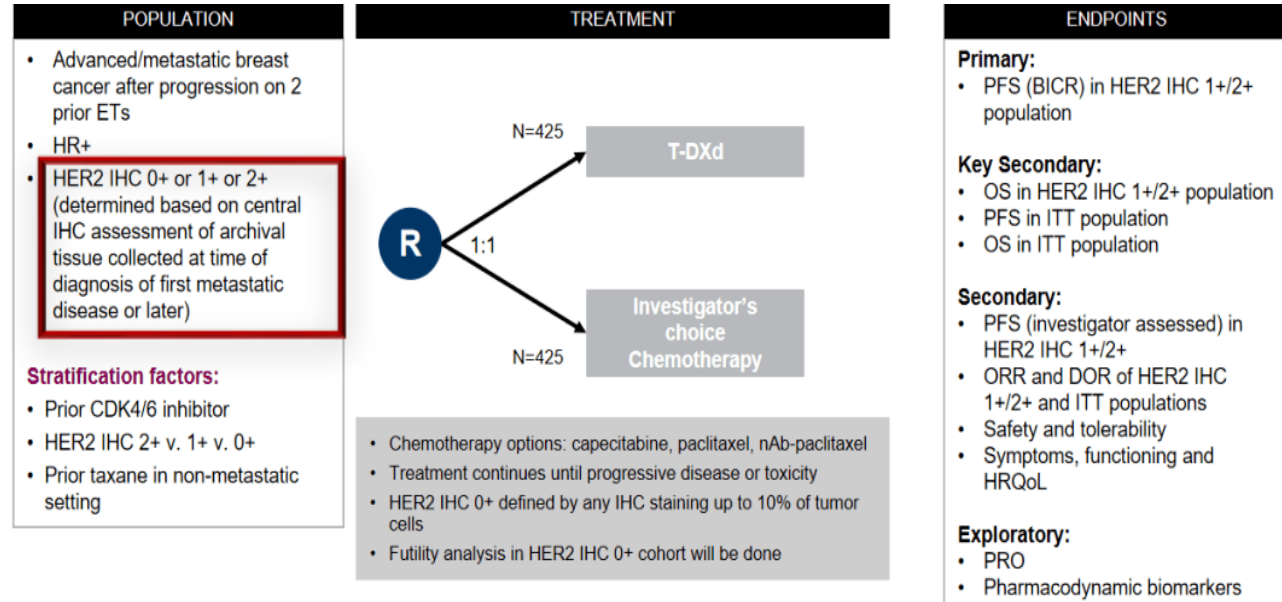 POPULATION
• Advanced/metastatic breast
cancer after progression on 2
prior ETs
• HR+
• HER2 IHC 0+ or 1+ or 2+
(determined based on central
IHC assessment of archival
tissue collected at time of
diagnosis of first metastatic
disease or later)
Stratification factors:
• Prior CDK4/6 inhibitor
• HER2 IHC 2+ v. 1+ v. 0+
• Prior taxane in non-metastatic
setting
TREATMENT
N=425
T-DXd
R
1:1
Investigator's
choice
Chemotherapy
N=425
• Chemotherapy options: capecitabine, paclitaxel, nAb-paclitaxel
• Treatment continues until progressive disease or toxicity
• HER2 IHC 0+ defined by any IHC staining up to 10% of tumor
cells
• Futility analysis in HER2 IHC 0+ cohort will be done
ENDPOINTS
Primary:
• PFS (BICR) in HER2 IHC 1+/2+
population
Key Secondary:
• OS in HER2 IHC 1+/2+ population
• PFS in ITT population
• OS in ITT population
Secondary:
• PFS (investigator assessed) in
HER2 IHC 1+/2+
• ORR and DOR of HER2 IHC
1+/2+ and ITT populations
• Safety and tolerability
• Symptoms, functioning and
HRQoL
Exploratory:
• PRO
• Pharmacodynamic biomarkers